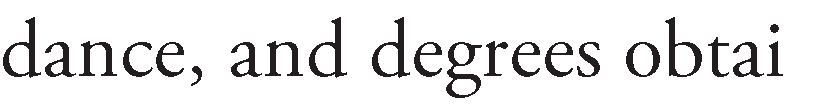 dance, and degrees obtai